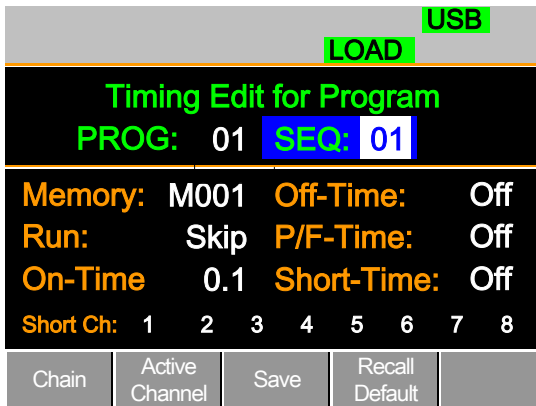 USB
LOAD
Timing Edit for Program
PROG: 01 SEQ: 01
Memory: M001 Off-Time: Off
Run: Skip P/F-Time: Off
On-Time 0.1 Short-Time: Off
Short Ch: 1 2 3 4 5 6 7 8
Chain Active Channel Save Recall Default